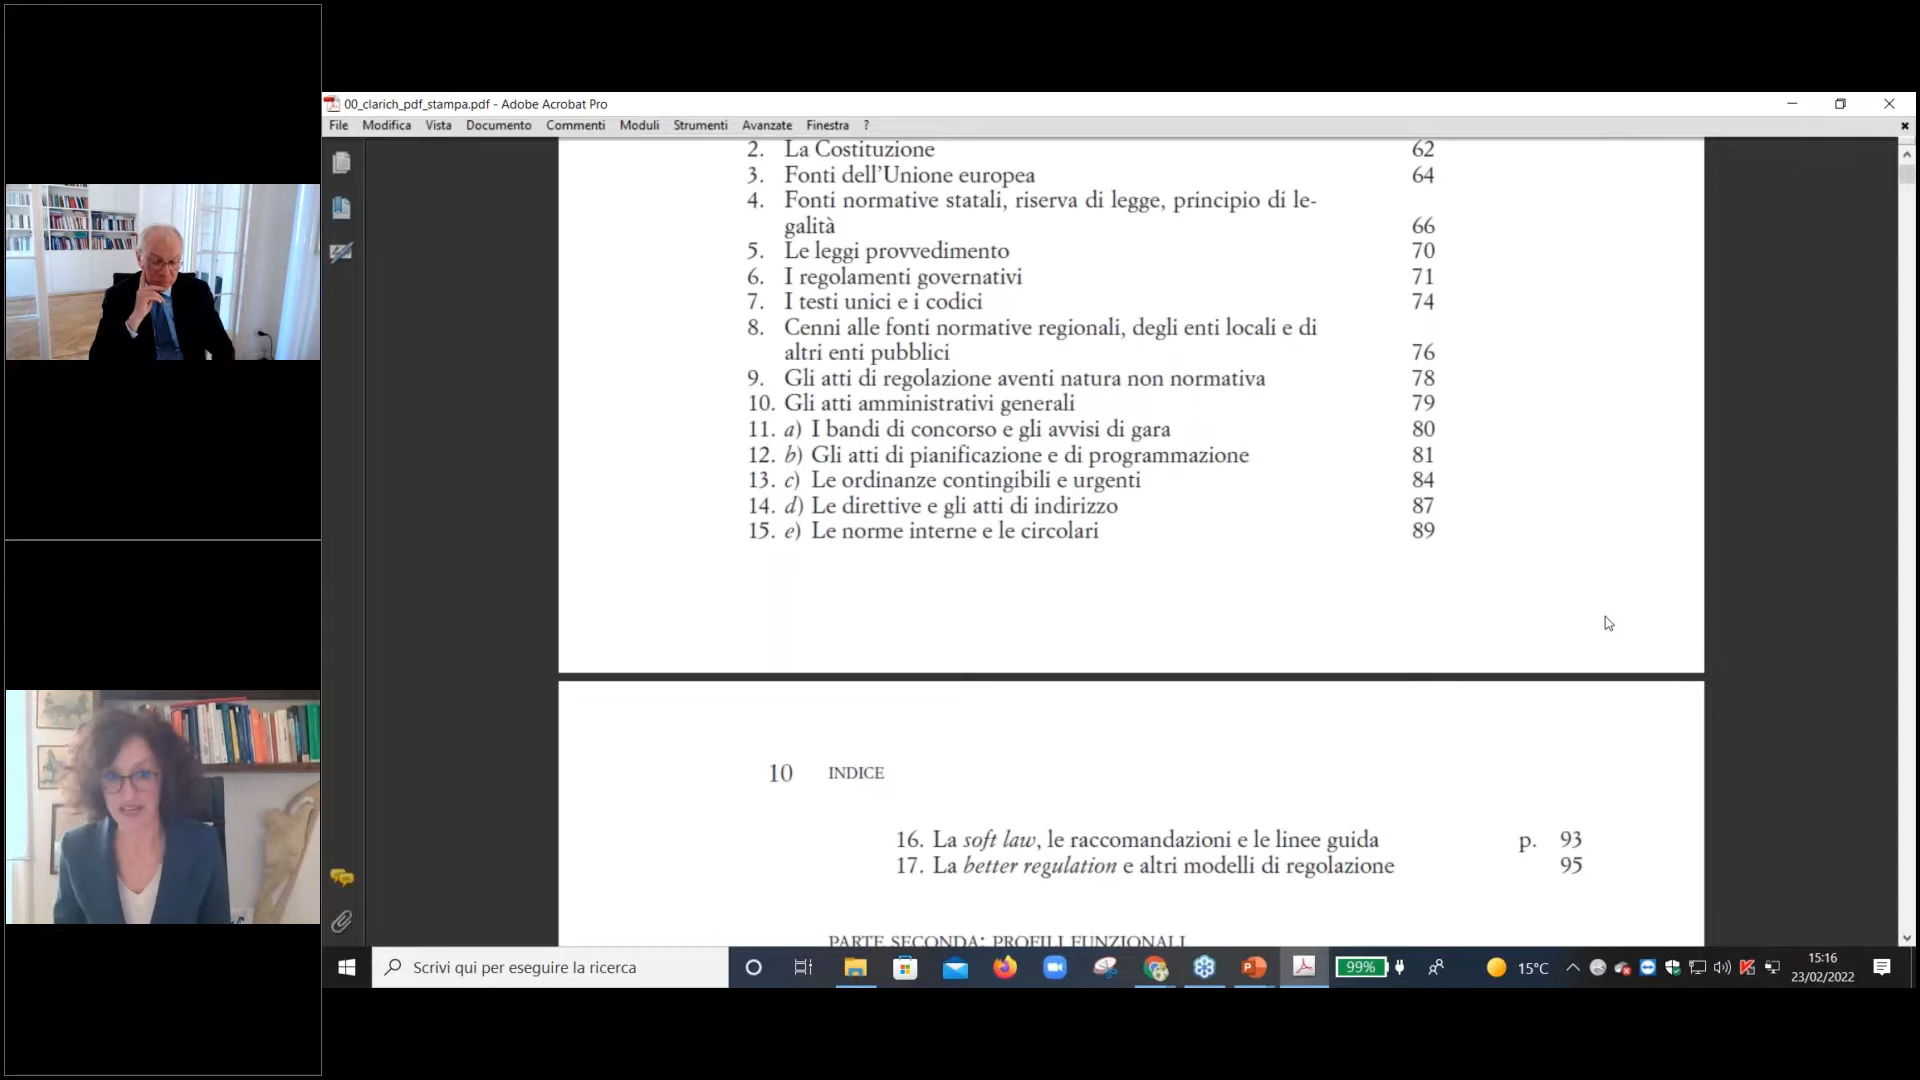 00_clarich_pdf_stampa.pdf - Adobe Acrobat Pro
File Modifica Vista Documento Commenti Moduli Strumenti Avanzate Finestra ?
2. La Costituzione 62
3. Fonti dell'Unione europea 64
4. Fonti normative statali, riserva di legge, principio di le-
galità 66
5. Le leggi provvedimento 70
6. I regolamenti governativi 71
7. I testi unici e i codici 74
8. Cenni alle fonti normative regionali, degli enti locali e di
altri enti pubblici 76
9. Gli atti di regolazione aventi natura non normativa 78
10. Gli atti amministrativi generali 79
11. a) I bandi di concorso e gli avvisi di gara 80
12. b) Gli atti di pianificazione e di programmazione 81
13. c) Le ordinanze contingibili e urgenti 84
14. d) Le direttive e gli atti di indirizzo 87
15. e) Le norme interne e le circolari 89
10 INDICE
16. La soft law, le raccomandazioni e le linee guida p. 93
17. La better regulation e altri modelli di regolazione 95
PARTE SECONDA: PROFILI FUNZIONALI
Scrivi qui per eseguire la ricerca
99%
15°C
15:16
23/02/2022